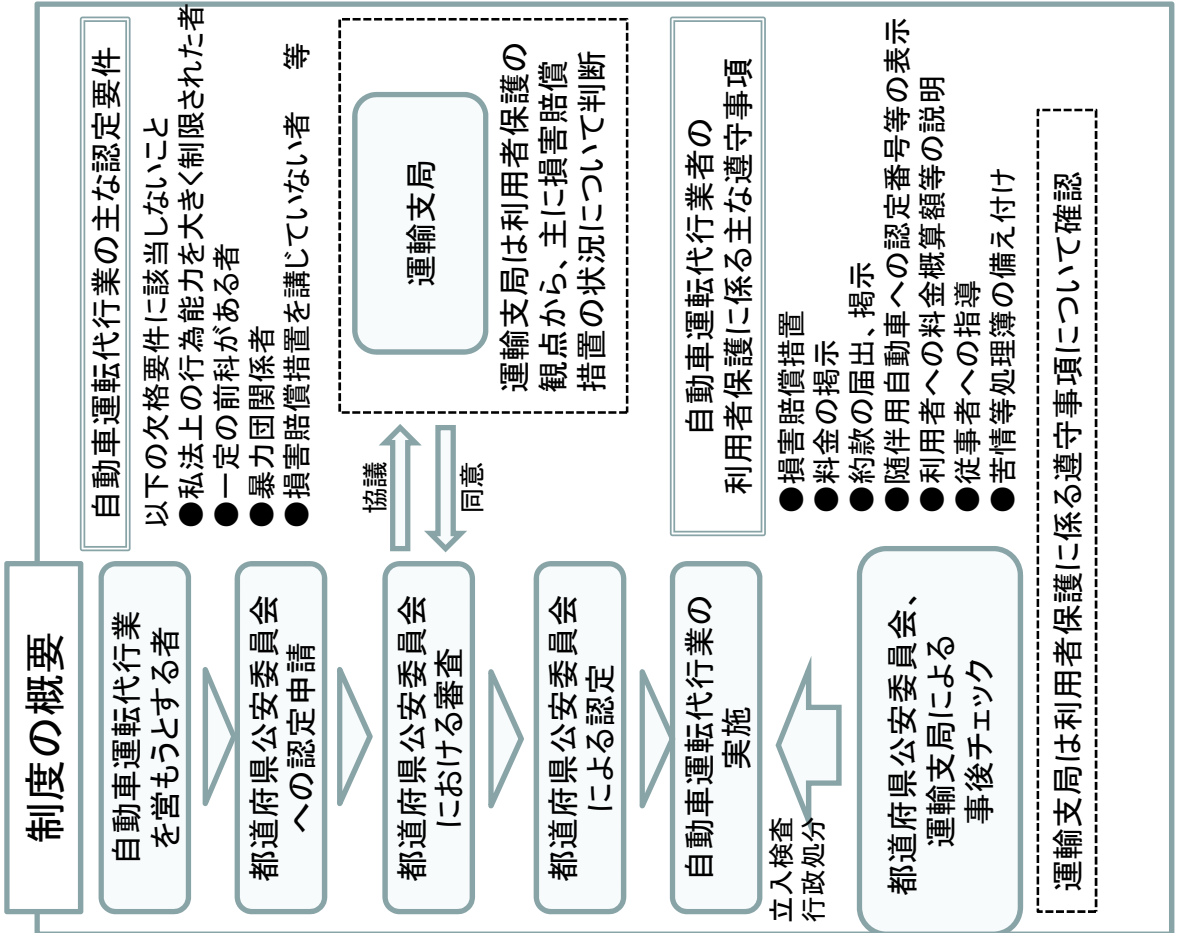 制度の概要
自動車運転代行業
を営もうとする者
都道府県公安委員会
への認定申請
都道府県公安委員会
における審査
都道府県公安委員会
による認定
自動車運転代行業の
実施
立入検査
行政処分
都道府県公安委員会、
運輸支局による
事後チェック
自動車運転代行業の主な認定要件
以下の欠格要件に該当しないこと
●私法上の行為能力を大きく制限された者
●一定の前科がある者
●暴力団関係者
●損害賠償措置を講じていない者 等
協議
同意
運輸支局
運輸支局は利用者保護の
観点から、主に損害賠償
措置の状況について判断
自動車運転代行業者の
利用者保護に係る主な遵守事項
●損害賠償措置
●料金の掲示
●約款の届出、掲示
●随伴用自動車への認定番号等の表示
●利用者への料金概算額等の説明
●従事者への指導
●苦情等処理簿の備え付け
運輸支局は利用者保護に係る遵守事項について確認